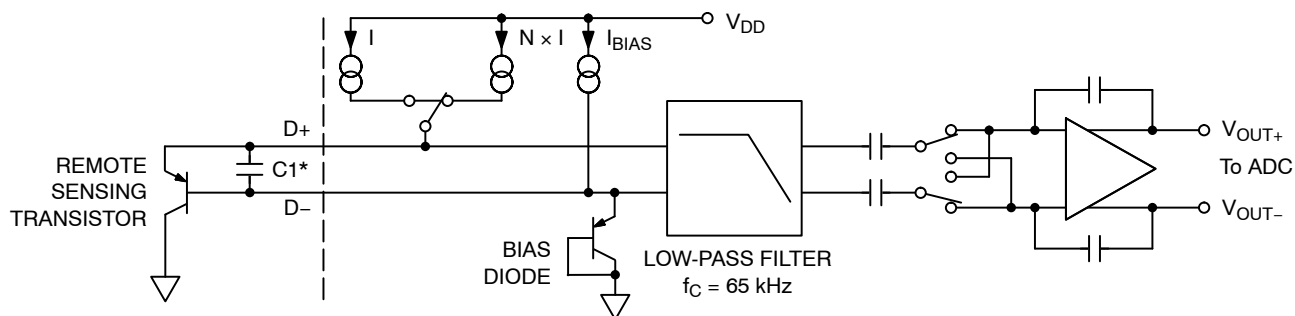 V_DD
I
N × I
I_BIAS
D+
C1*
D−
REMOTE
SENSING
TRANSISTOR
BIAS
DIODE
LOW-PASS FILTER
f_C = 65 kHz
V_OUT+
To ADC
V_OUT−